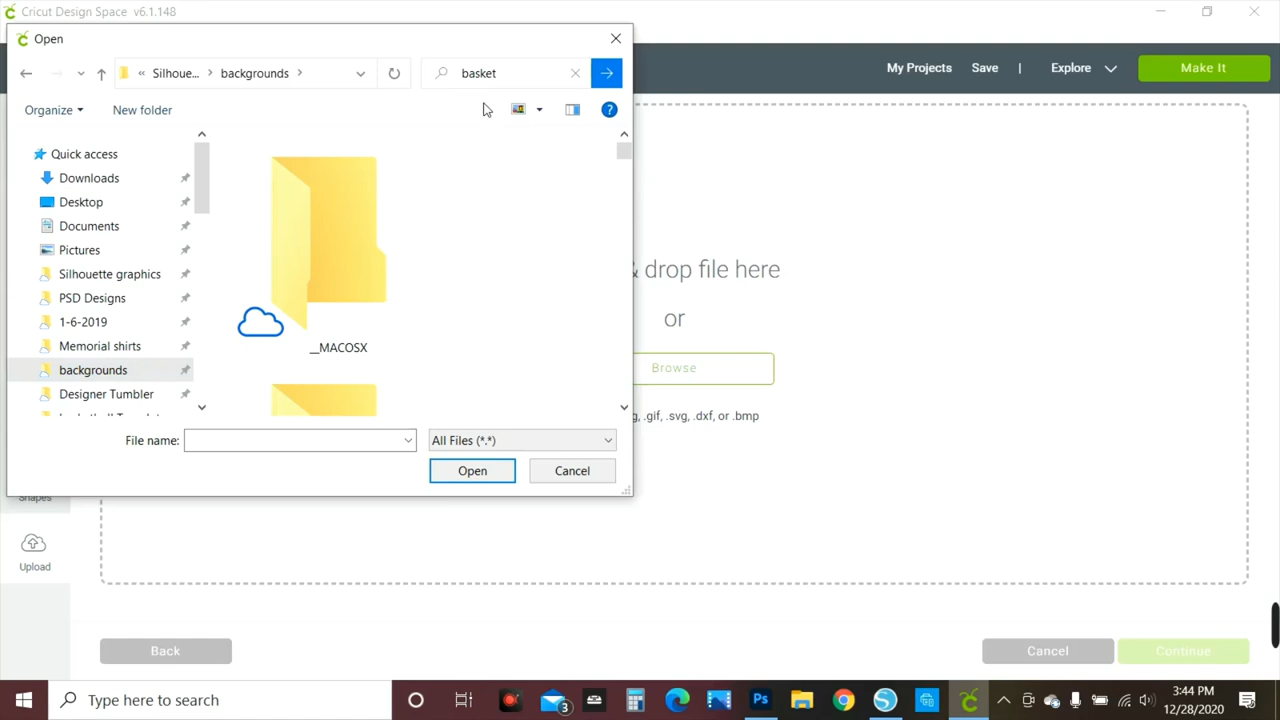 Cricut Design Space v6.1.148
Open
« Silhoue... > backgrounds >
basket
My Projects
Save
|
Explore
Make It
Organize
New folder
?
Quick access
Downloads
Desktop
Documents
Pictures
Silhouette graphics
PSD Designs
1-6-2019
Memorial shirts
backgrounds
Designer Tumbler
__MACOSX
& drop file here
or
Browse
g, .gif, .svg, .dxf, or .bmp
File name:
All Files (*.*)
Open
Cancel
Shapes
Upload
Back
Cancel
Continue
Type here to search
3
Ps
3:44 PM
12/28/2020